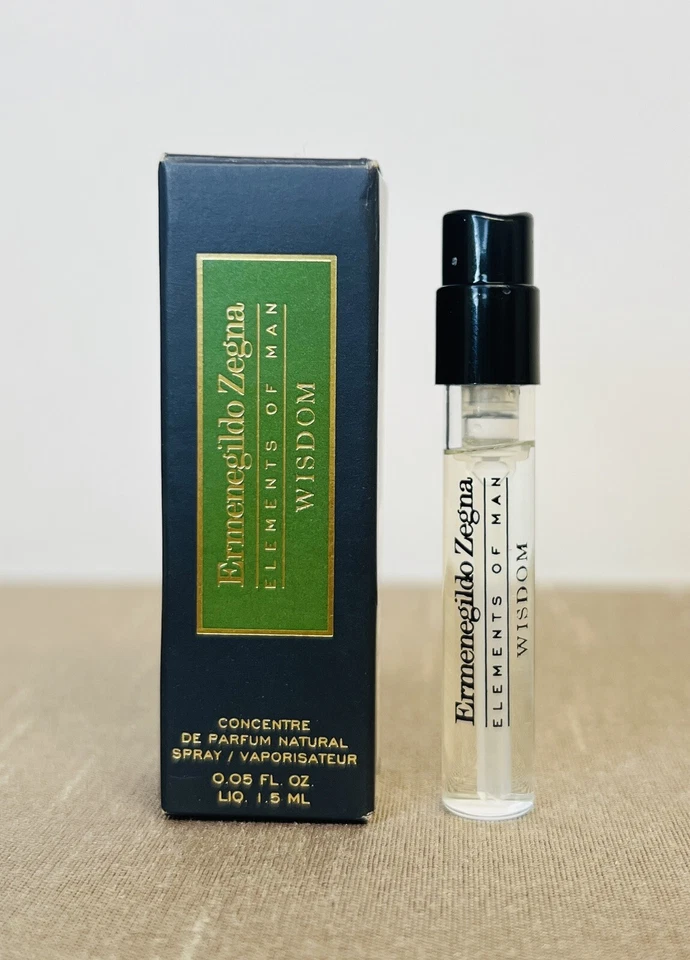 Ermenegildo Zegna
ELEMENTS OF MAN
WISDOM
CONCENTRE
DE PARFUM NATURAL
SPRAY / VAPORISATEUR
0.05 FL. OZ.
LIQ. 1.5 ML
Ermenegildo Zegna
ELEMENTS OF MAN
WISDOM